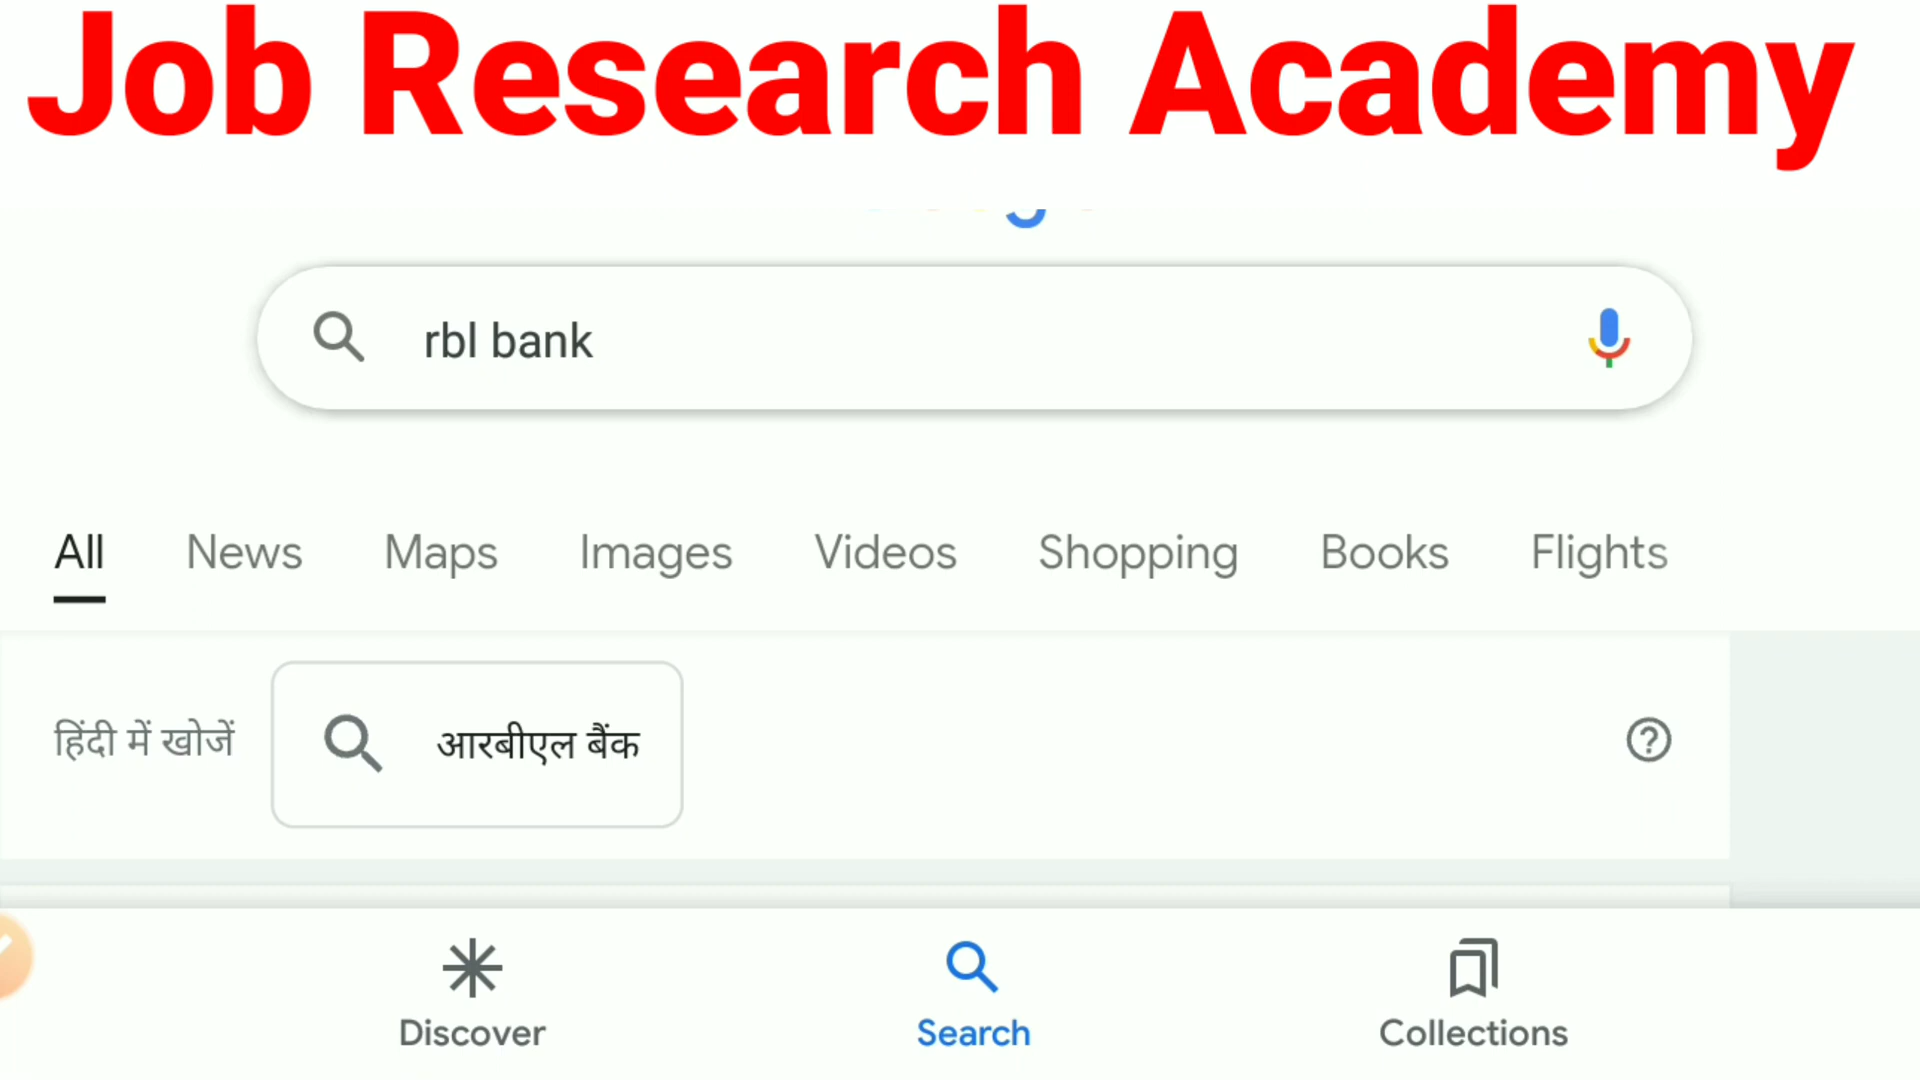 Job Research Academy
rbl bank
All News Maps Images Videos Shopping Books Flights
हिंदी में खोजें आरबीएल बैंक
Discover Search Collections